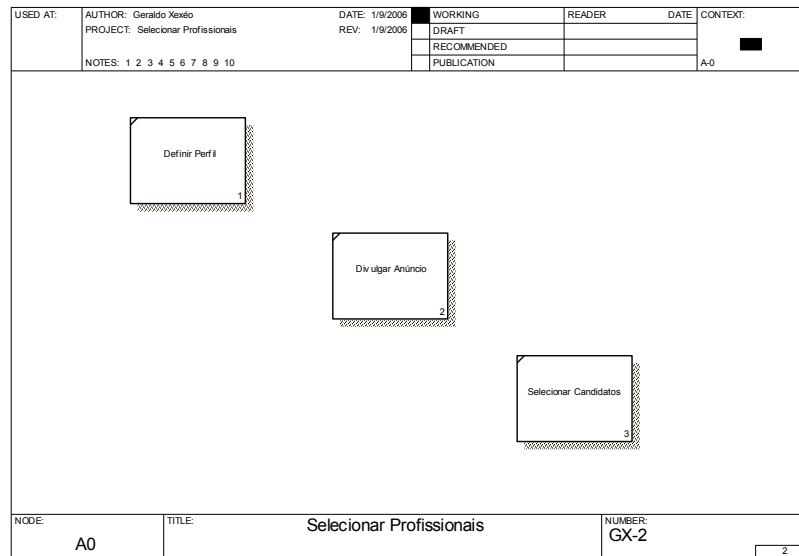 USED AT: AUTHOR: Geraldo Xexéo DATE: 1/9/2006 WORKING READER DATE CONTEXT:
PROJECT: Selecionar Profissionais REV: 1/9/2006 DRAFT
RECOMMENDED
NOTES: 1 2 3 4 5 6 7 8 9 10 PUBLICATION A-0
Definir Perfil
1
Divulgar Anúncio
2
Selecionar Candidatos
3
NODE: TITLE: NUMBER:
A0 Selecionar Profissionais GX-2
2